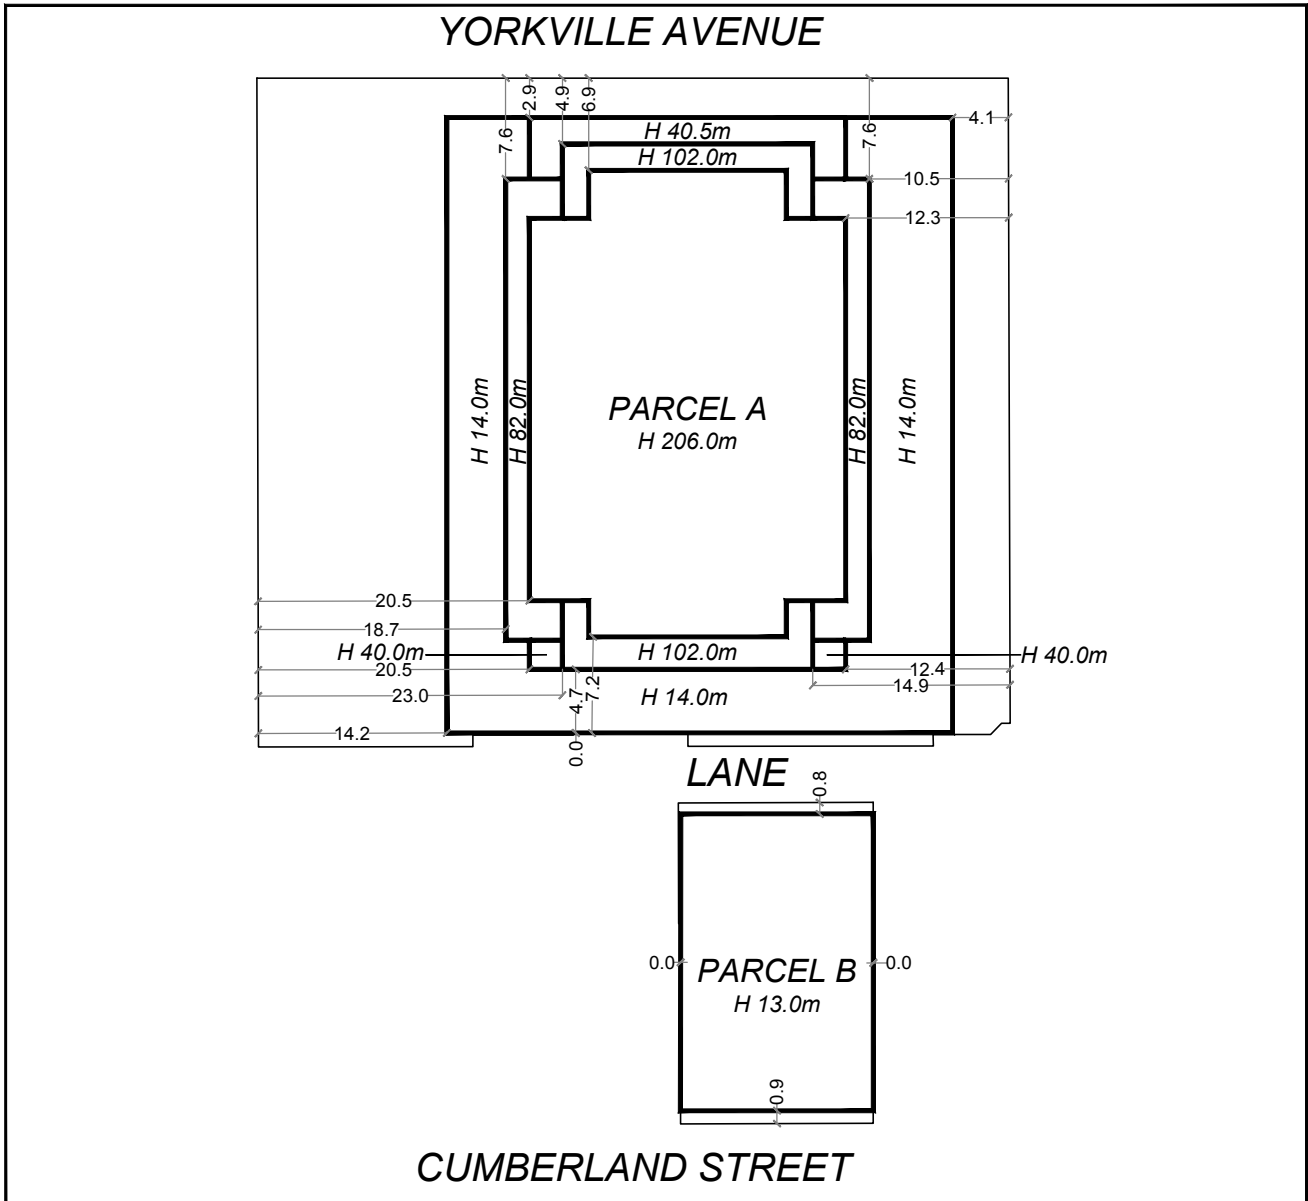 YORKVILLE AVENUE
2.9
4.9
6.9
7.6
7.6
4.1
H 40.5m
H 102.0m
10.5
12.3
H 14.0m
H 82.0m
PARCEL A
H 206.0m
H 82.0m
H 14.0m
20.5
18.7
H 40.0m
H 102.0m
H 40.0m
20.5
12.4
23.0
4.7
7.2
H 14.0m
14.9
14.2
0.0
LANE
0.8
0.0
PARCEL B
0.0
H 13.0m
0.9
CUMBERLAND STREET